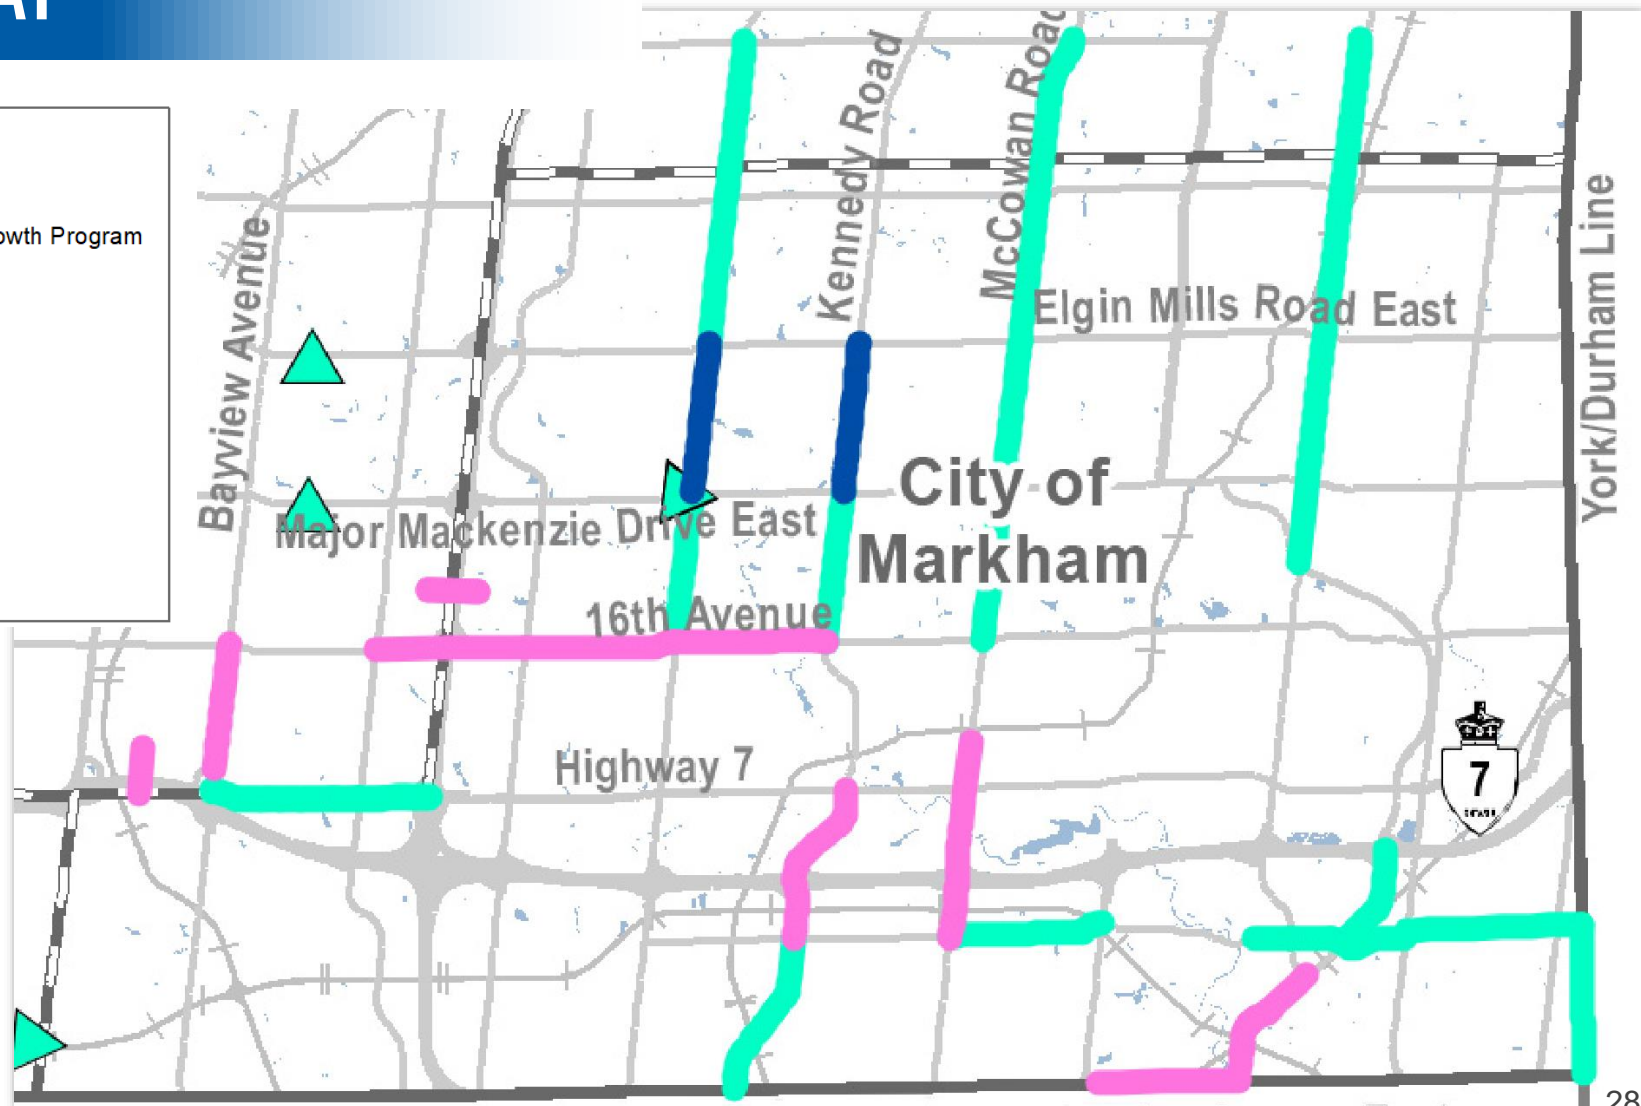 owth Program
Bayview Avenue
Kennedy Road
McCowan Road
Elgin Mills Road East
York/Durham Line
City of
Markham
Major Mackenzie Drive East
16th Avenue
Highway 7
7
28